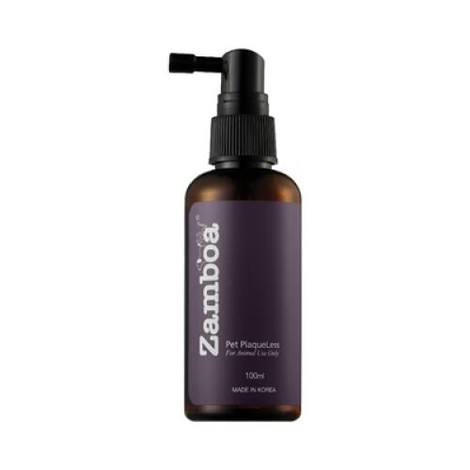 Zamboa
Pet PlaqueLess
For Animal Use Only
100ml
MADE IN KOREA